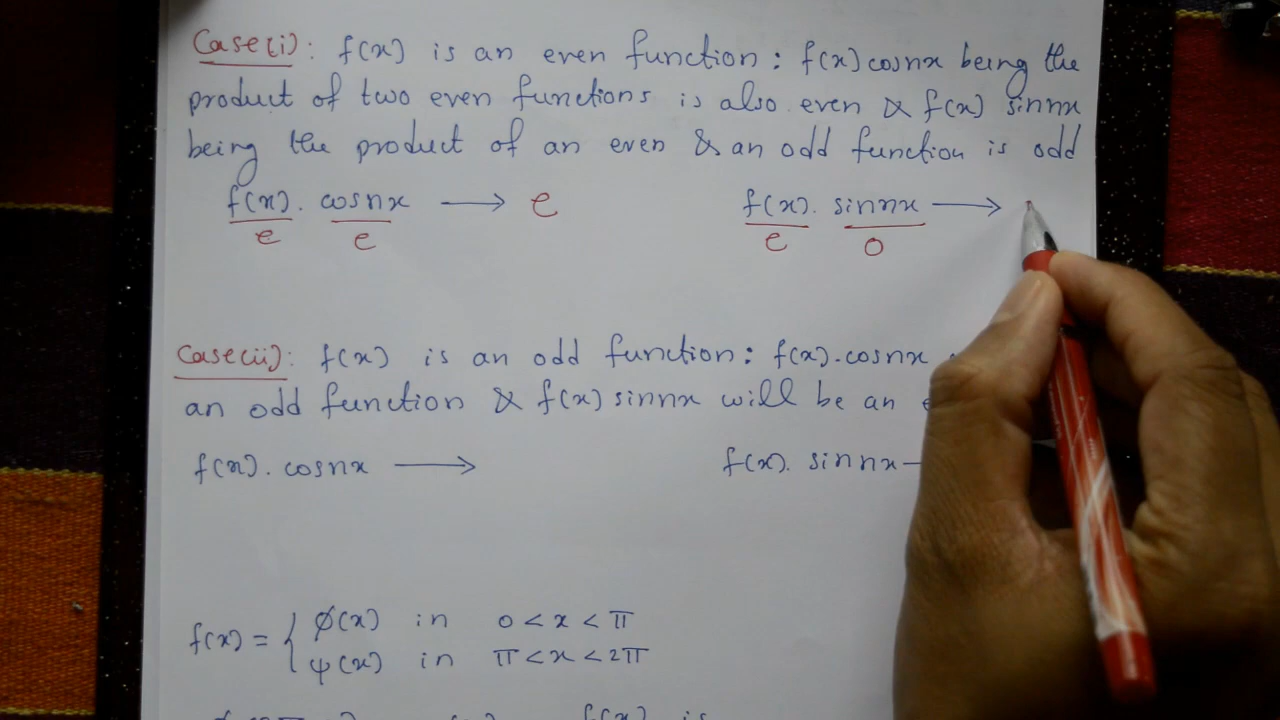 Case(i): f(x) is an even function: f(x) cosnx being the
product of two even functions is also even & f(x) sinnx
being the product of an even & an odd function is odd
f(x). cosnx ⟶ e f(x). sinnx ⟶
e e e o
Case(ii): f(x) is an odd function: f(x).cosnx
an odd function & f(x) sinnx will be an
f(x). cosnx ⟶ f(x). sinnx
f(x) = { φ(x) in 0 < x < π
ψ(x) in π < x < 2π
f(x) is